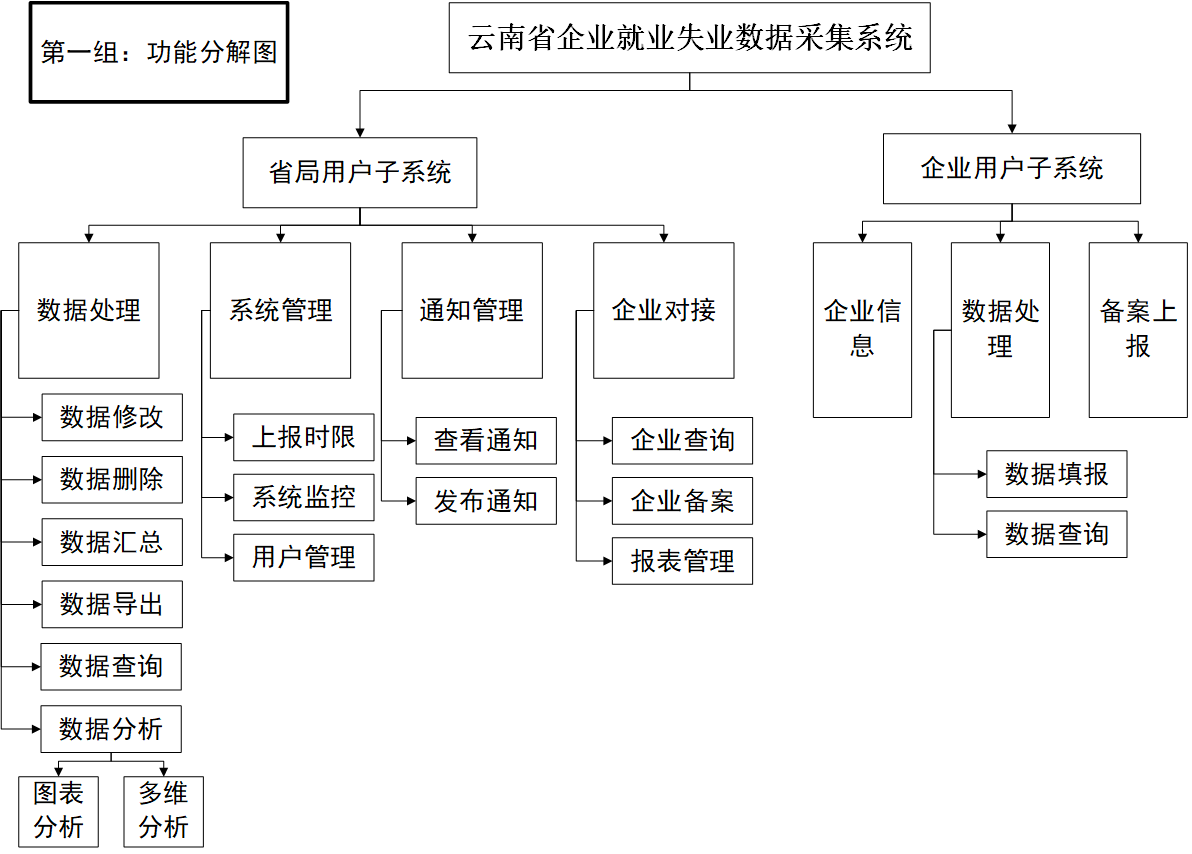 第一组：功能分解图
云南省企业就业失业数据采集系统
省局用户子系统
企业用户子系统
数据处理
系统管理
通知管理
企业对接
企业信
息
数据处
理
备案上
报
数据修改
数据删除
数据汇总
数据导出
数据查询
数据分析
图表
分析
多维
分析
上报时限
系统监控
用户管理
查看通知
发布通知
企业查询
企业备案
报表管理
数据填报
数据查询